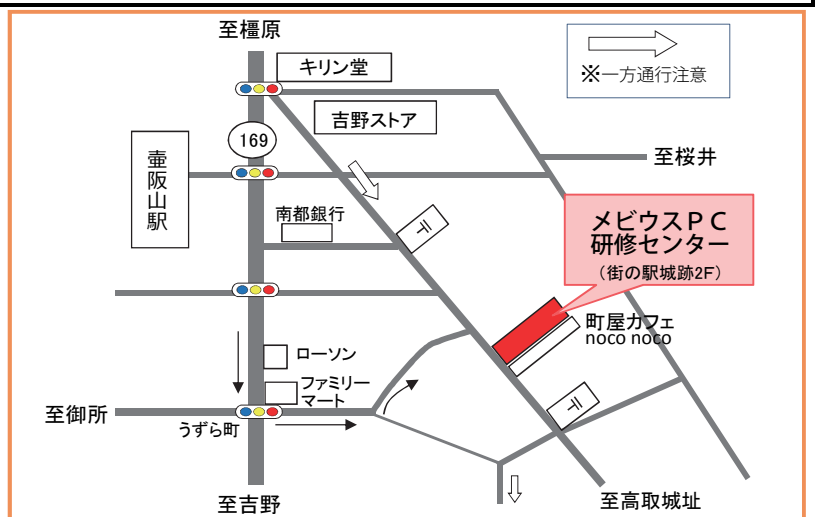 至橿原
キリン堂
※一方通行注意
吉野ストア
169
至桜井
壷阪山駅
南都銀行
〒
メビウスＰＣ
研修センター
(街の駅城跡2F)
町屋カフェ
noco noco
ローソン
ファミリー
マート
〒
至御所
うずら町
至吉野
至高取城址